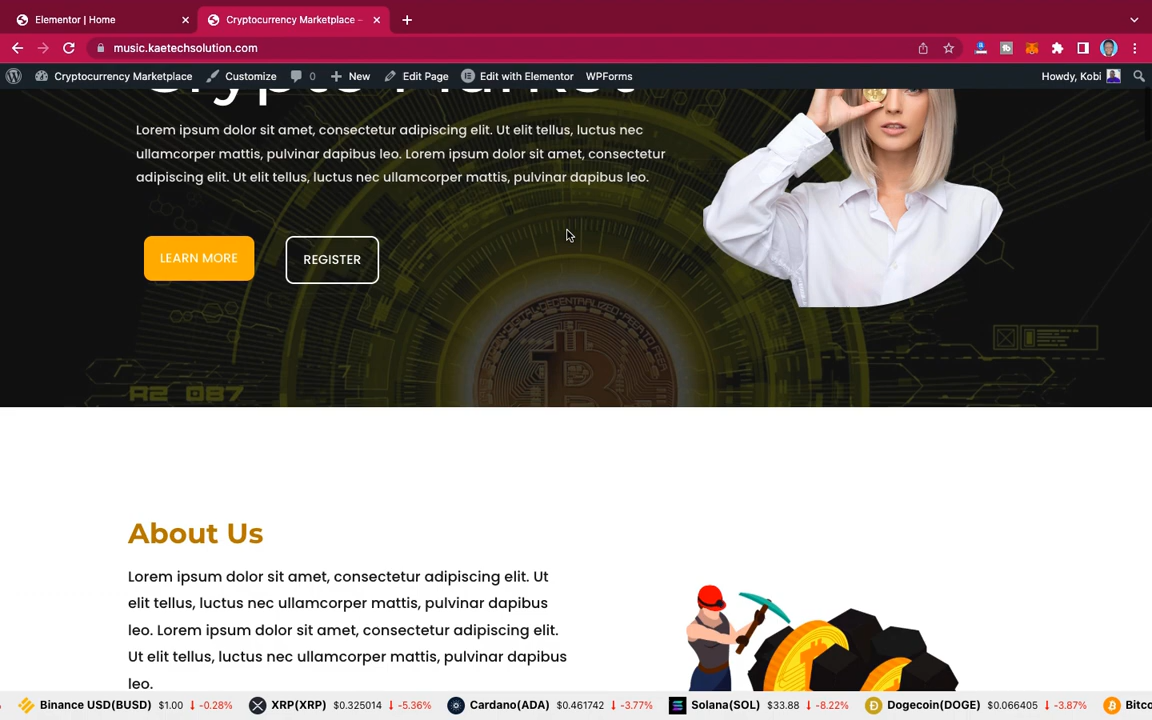 Elementor | Home
Cryptocurrency Marketplace –
music.kaetechsolution.com
Cryptocurrency Marketplace
Customize
0
New
Edit Page
Edit with Elementor
WPForms
Howdy, Kobi
Crypto Market
Lorem ipsum dolor sit amet, consectetur adipiscing elit. Ut elit tellus, luctus nec
ullamcorper mattis, pulvinar dapibus leo. Lorem ipsum dolor sit amet, consectetur
adipiscing elit. Ut elit tellus, luctus nec ullamcorper mattis, pulvinar dapibus leo.
LEARN MORE
REGISTER
R2 087
About Us
Lorem ipsum dolor sit amet, consectetur adipiscing elit. Ut
elit tellus, luctus nec ullamcorper mattis, pulvinar dapibus
leo. Lorem ipsum dolor sit amet, consectetur adipiscing elit.
Ut elit tellus, luctus nec ullamcorper mattis, pulvinar dapibus
leo.
Binance USD(BUSD) $1.00 ↓ -0.28% XRP(XRP) $0.325014 ↓ -5.36% Cardano(ADA) $0.461742 ↓ -3.77% Solana(SOL) $33.88 ↓ -8.22% Dogecoin(DOGE) $0.066405 ↓ -3.87% Bitco